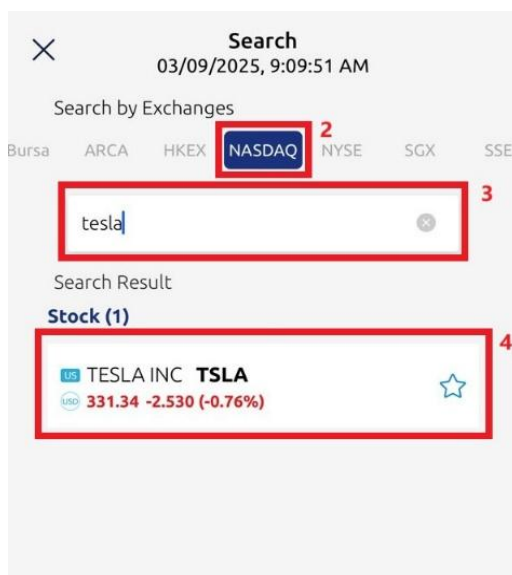 Search
03/09/2025, 9:09:51 AM
Search by Exchanges
2
Bursa ARCA HKEX NASDAQ NYSE SGX SSE
3
tesla
Search Result
Stock (1)
4
US TESLA INC TSLA
USD 331.34 -2.530 (-0.76%)